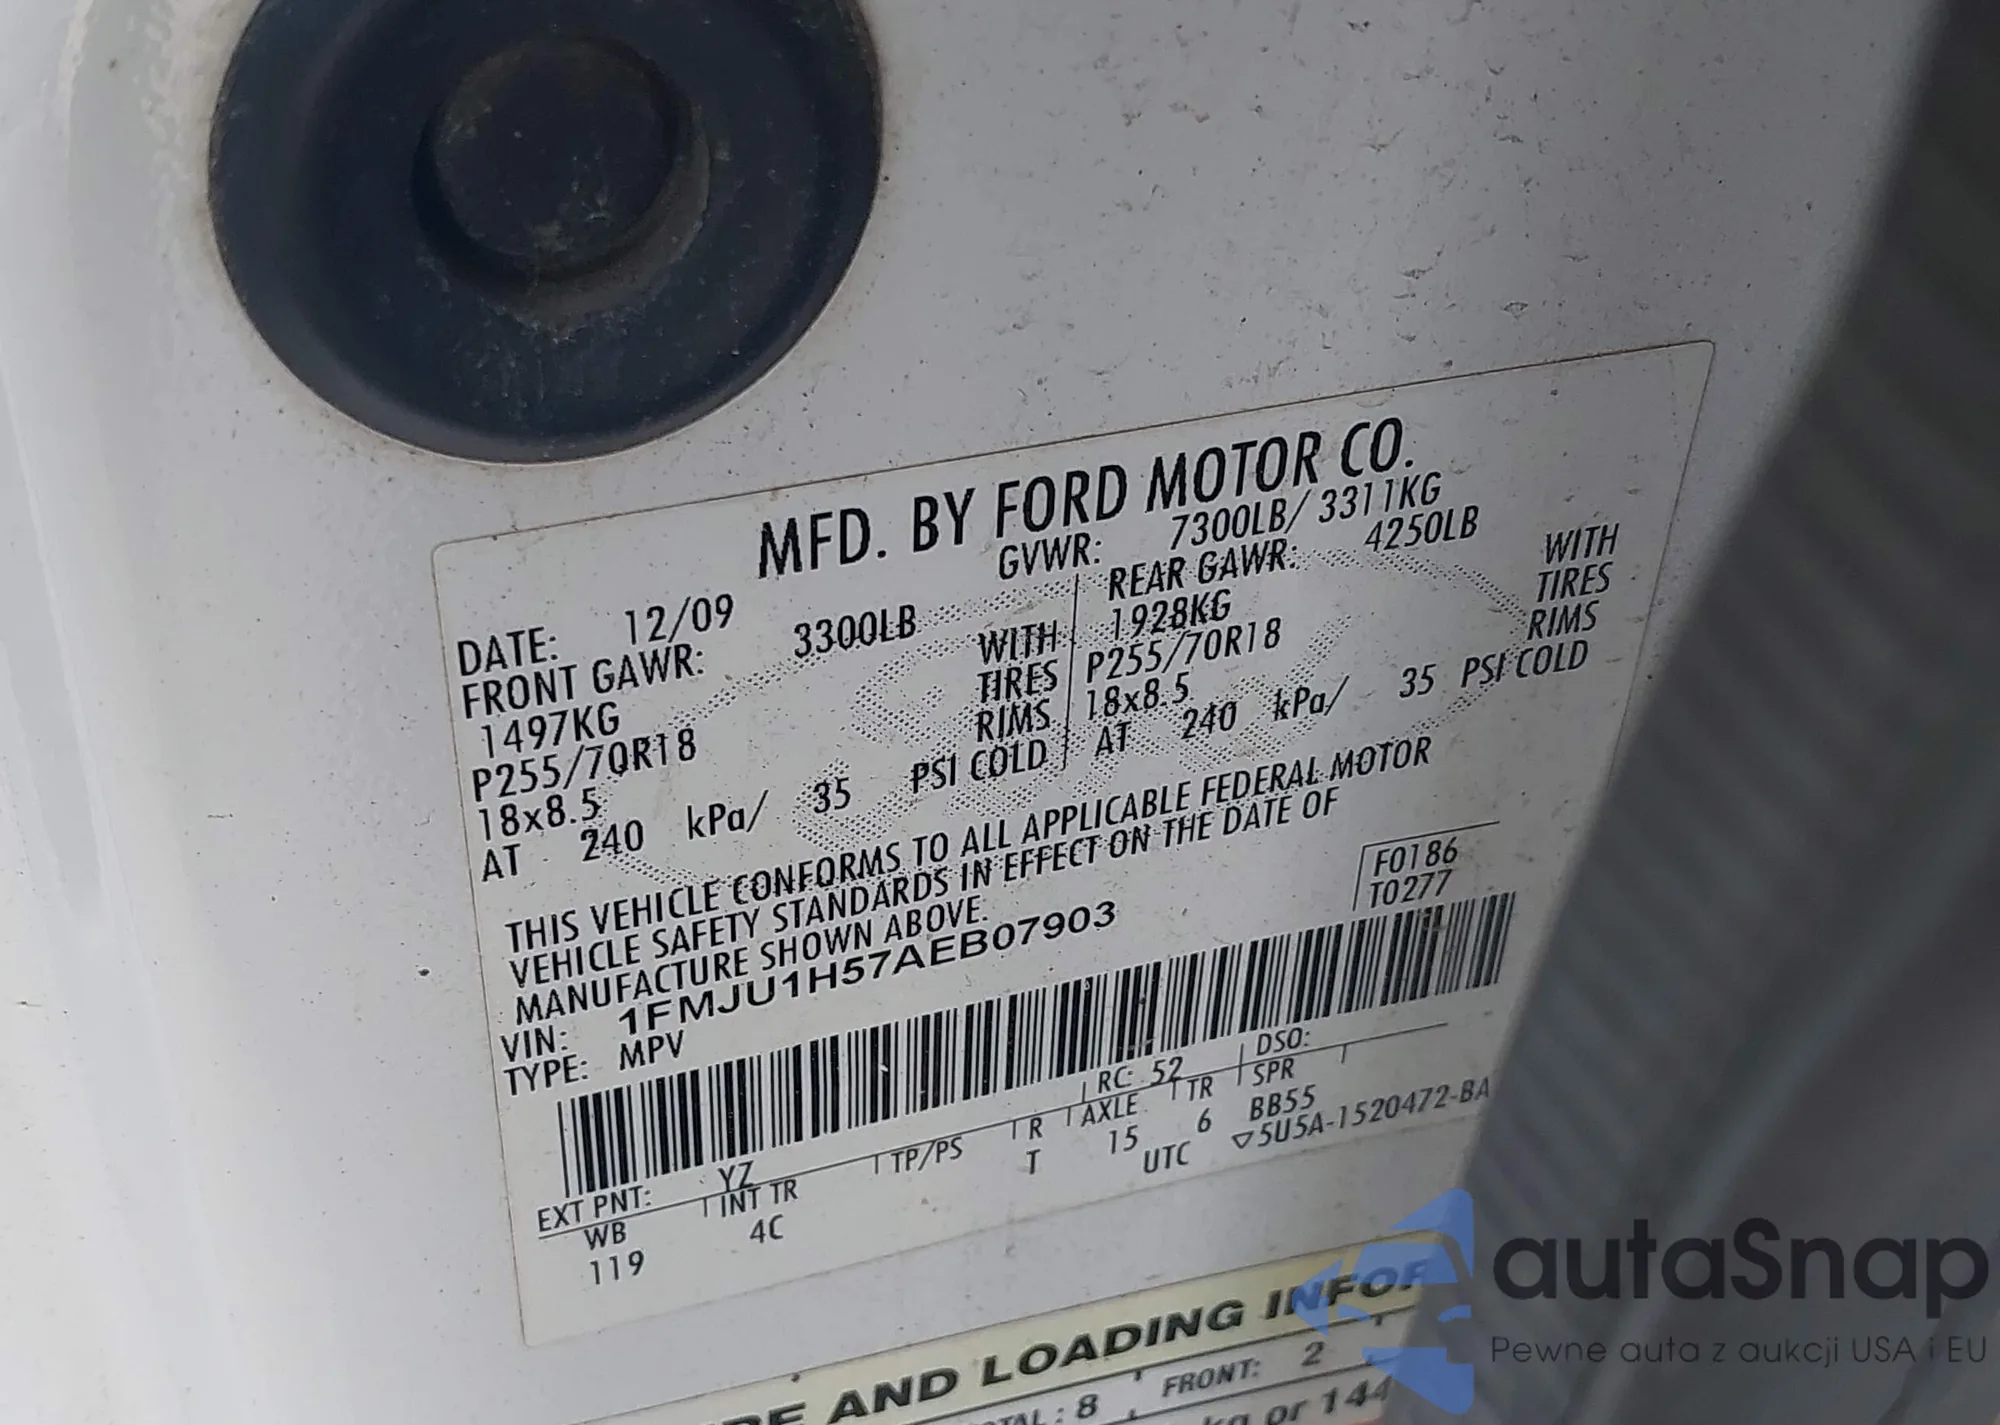 MFD. BY FORD MOTOR CO.
DATE: 12/09 GVWR: 7300LB/ 3311KG
FRONT GAWR: 3300LB REAR GAWR: 4250LB
1497KG WITH 1928KG WITH
P255/70R18 TIRES P255/70R18 TIRES
18x8.5 RIMS 18x8.5 RIMS
AT 240 kPa/ 35 PSI COLD AT 240 kPa/ 35 PSI COLD
THIS VEHICLE CONFORMS TO ALL APPLICABLE FEDERAL MOTOR
VEHICLE SAFETY STANDARDS IN EFFECT ON THE DATE OF
MANUFACTURE SHOWN ABOVE.
F0186
T0277
VIN: 1FMJU1H57AEB07903
TYPE: MPV
EXT PNT: YZ RC: 52 DSO:
WB INT TR TP/PS R AXLE TR SPR
119 4C T 15 6 BB55
UTC ▽5U5A-1520472-BA
AND LOADING
8 FRONT: 2
kg or 144
autaSnap
Pewne auta z aukcji USA i EU